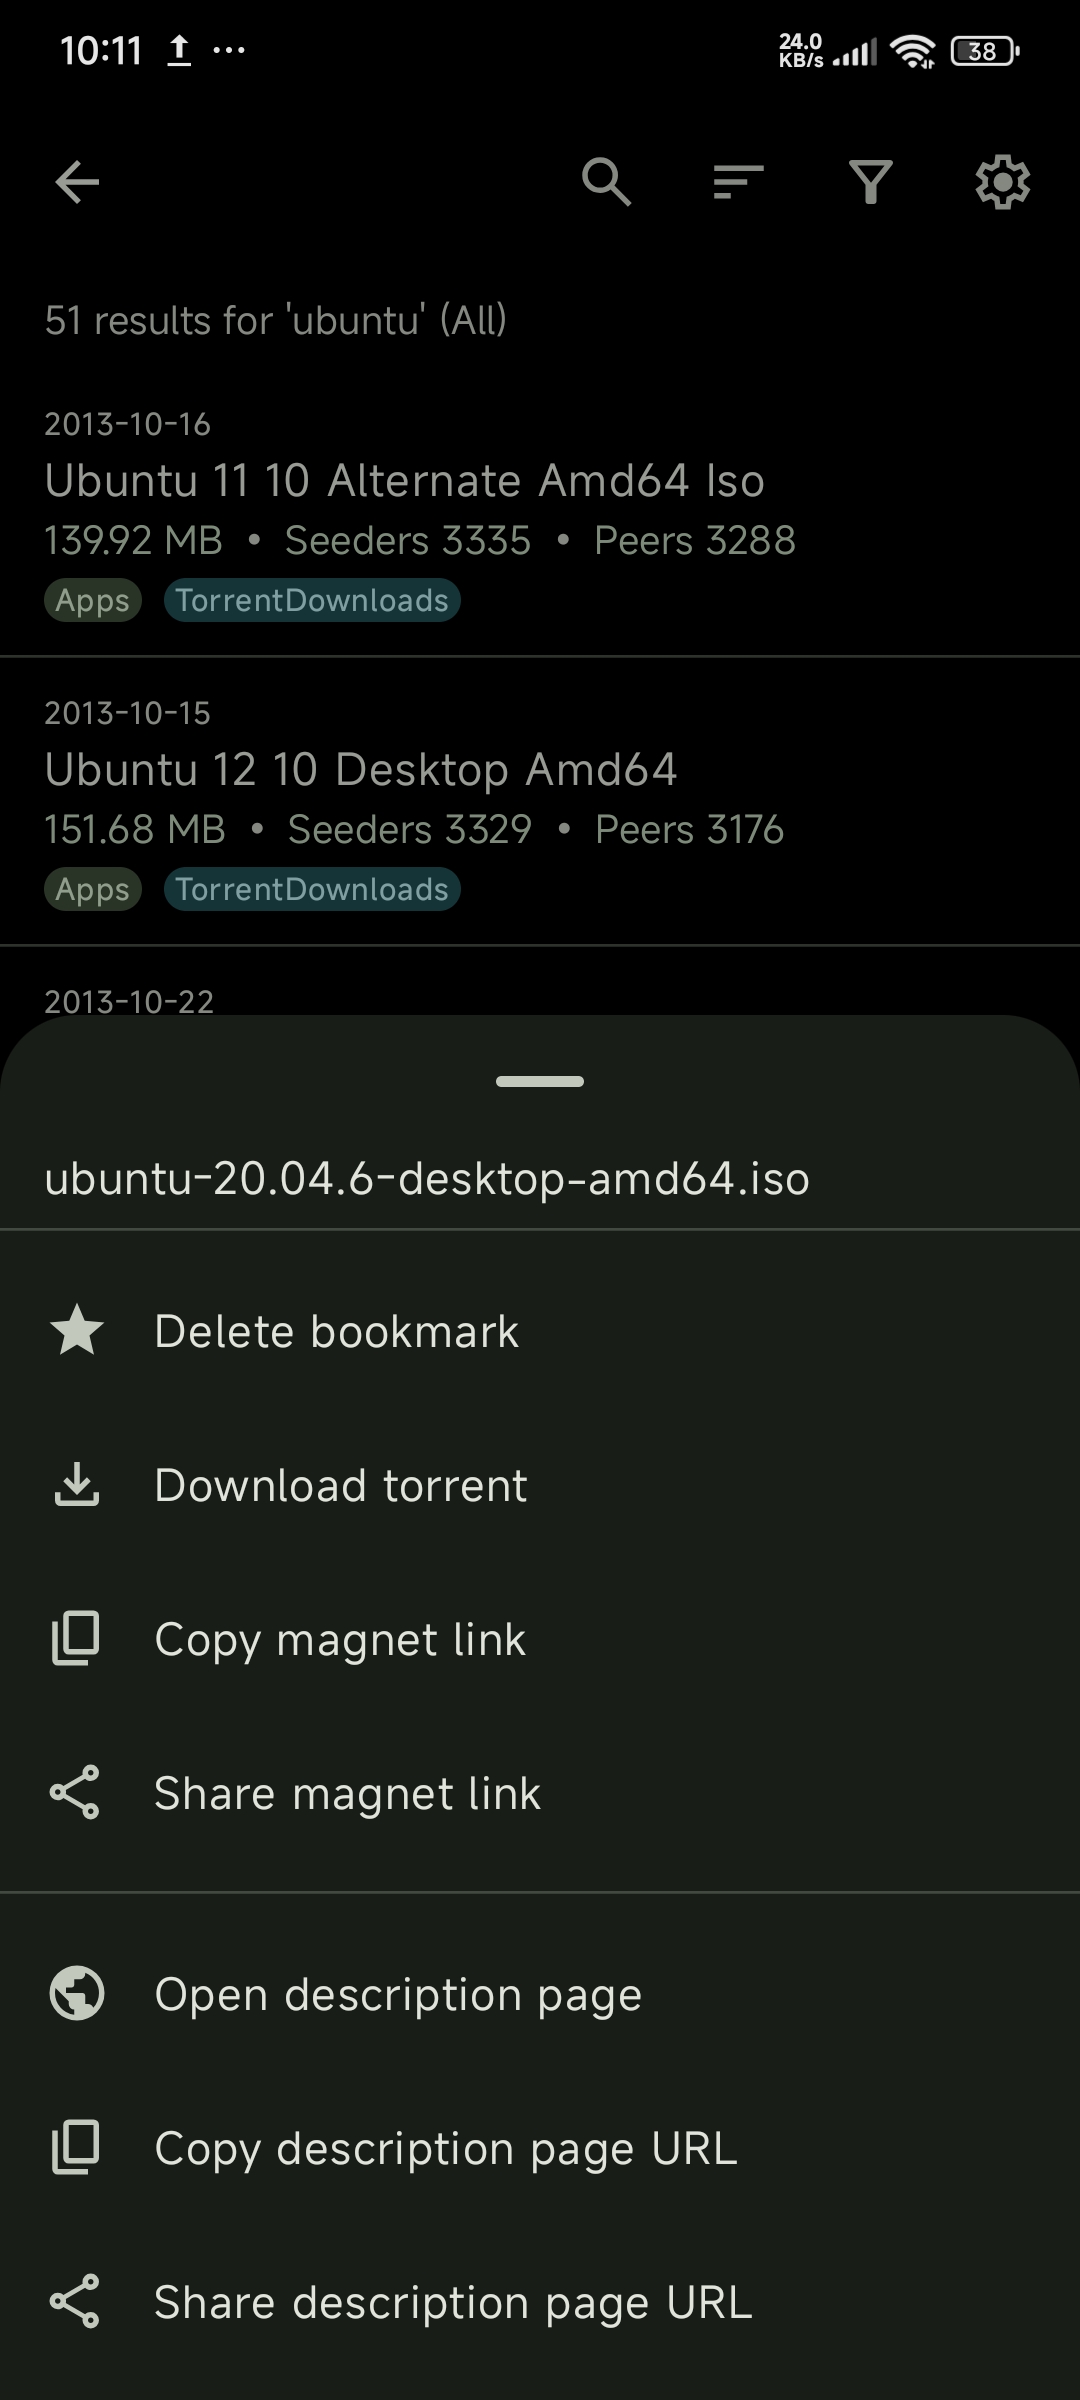 10:11
24.0
KB/s
38
51 results for 'ubuntu' (All)
2013-10-16
Ubuntu 11 10 Alternate Amd64 Iso
139.92 MB • Seeders 3335 • Peers 3288
Apps TorrentDownloads
2013-10-15
Ubuntu 12 10 Desktop Amd64
151.68 MB • Seeders 3329 • Peers 3176
Apps TorrentDownloads
2013-10-22
ubuntu-20.04.6-desktop-amd64.iso
Delete bookmark
Download torrent
Copy magnet link
Share magnet link
Open description page
Copy description page URL
Share description page URL